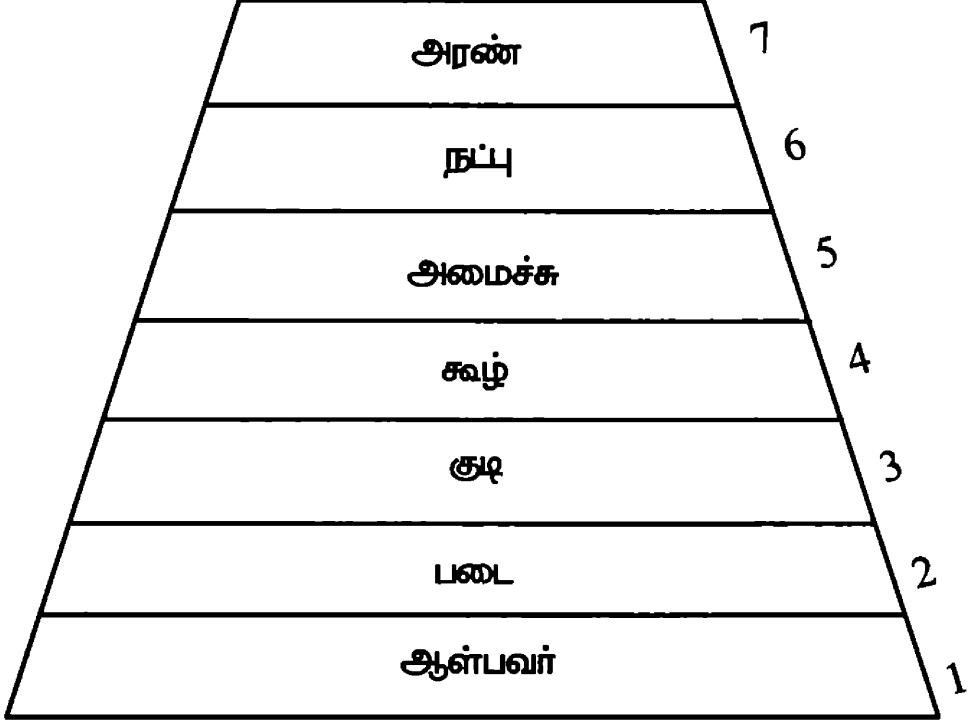 அரண் 7
நட்பு 6
அமைச்சு 5
கூழ் 4
குடி 3
படை 2
ஆள்பவர் 1